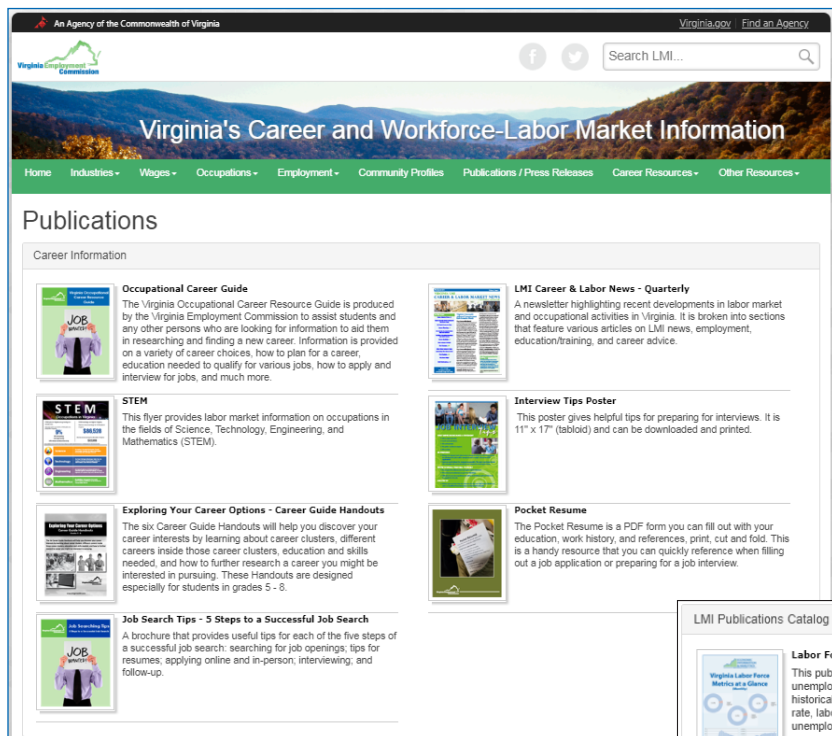 An Agency of the Commonwealth of Virginia
Virginia.gov | Find an Agency
Virginia Employment
Commission
Search LMI...
Virginia's Career and Workforce-Labor Market Information
Home Industries Wages Occupations Employment Community Profiles Publications / Press Releases Career Resources Other Resources
Publications
Career Information
Occupational Career Guide
The Virginia Occupational Career Resource Guide is produced
by the Virginia Employment Commission to assist students and
any other persons who are looking for information to aid them
in researching and finding a new career. Information is provided
on a variety of career choices, how to plan for a career,
education needed to qualify for various jobs, how to apply and
interview for jobs, and much more.
JOB
LMI Career & Labor News - Quarterly
A newsletter highlighting recent developments in labor market
and occupational activities in Virginia. It is broken into sections
that feature various articles on LMI news, employment,
education/training, and career advice.
STEM
STEM
This flyer provides labor market information on occupations in
the fields of Science, Technology, Engineering, and
Mathematics (STEM).
Interview Tips Poster
This poster gives helpful tips for preparing for interviews. It is
11" x 17" (tabloid) and can be downloaded and printed.
Exploring Your Career Options
Exploring Your Career Options - Career Guide Handouts
The six Career Guide Handouts will help you discover your
career interests by learning about career clusters, different
careers inside those career clusters, education and skills
needed, and how to further research a career you might be
interested in pursuing. These Handouts are designed
especially for students in grades 5 - 8.
Pocket Resume
The Pocket Resume is a PDF form you can fill out with your
education, work history, and references, print, cut and fold. This
is a handy resource that you can quickly reference when filling
out a job application or preparing for a job interview.
Job Searching Tips
JOB
Job Search Tips - 5 Steps to a Successful Job Search
A brochure that provides useful tips for each of the five steps of
a successful job search: searching for job openings; tips for
resumes; applying online and in-person; interviewing; and
follow-up.
LMI Publications Catalog
Virginia Labor Force
Metrics at a Glance
Labor Fo
This pub
unemplo
historical
rate, labo
unemplo